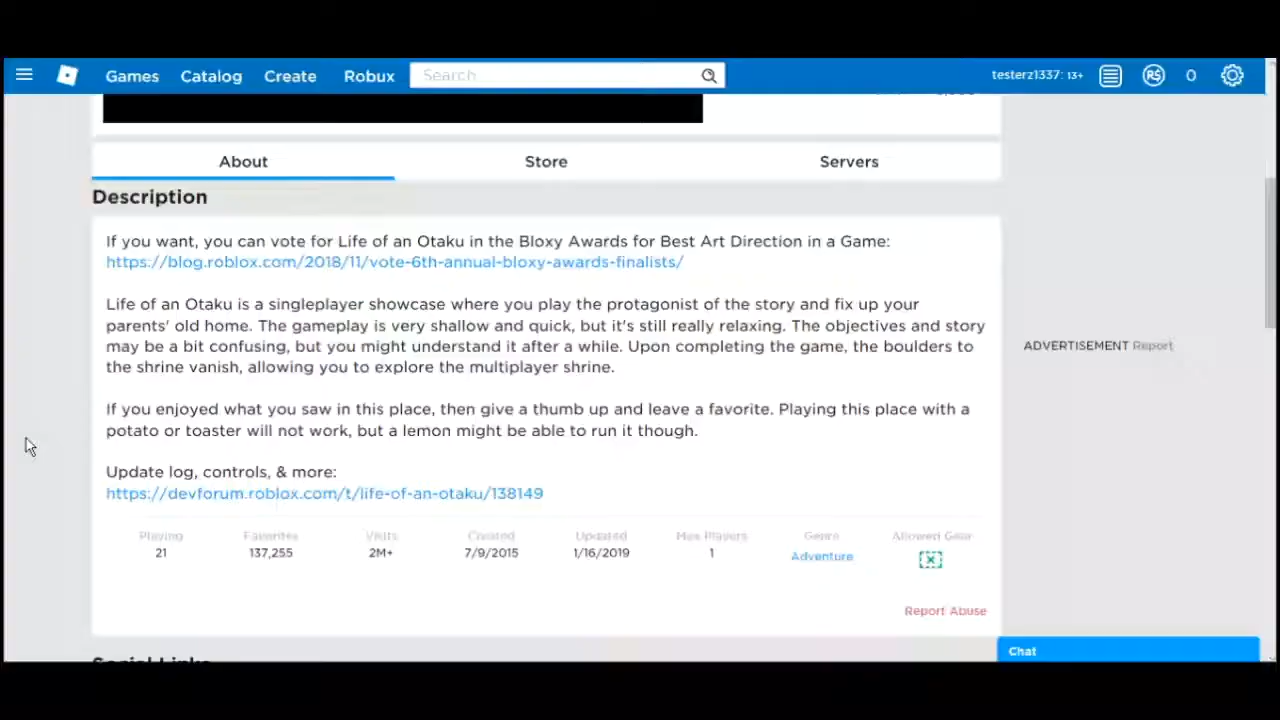 Games Catalog Create Robux Search testerz1337: 13+ R$ 0
About Store Servers
Description
If you want, you can vote for Life of an Otaku in the Bloxy Awards for Best Art Direction in a Game:
https://blog.roblox.com/2018/11/vote-6th-annual-bloxy-awards-finalists/
Life of an Otaku is a singleplayer showcase where you play the protagonist of the story and fix up your
parents' old home. The gameplay is very shallow and quick, but it's still really relaxing. The objectives and story
may be a bit confusing, but you might understand it after a while. Upon completing the game, the boulders to
the shrine vanish, allowing you to explore the multiplayer shrine.
ADVERTISEMENT Report
If you enjoyed what you saw in this place, then give a thumb up and leave a favorite. Playing this place with a
potato or toaster will not work, but a lemon might be able to run it though.
Update log, controls, & more:
https://devforum.roblox.com/t/life-of-an-otaku/138149
Playing Favorites Visits Created Updated Max Players Genre Allowed Gear
21 137,255 2M+ 7/9/2015 1/16/2019 1 Adventure
Report Abuse
Social Links
Chat